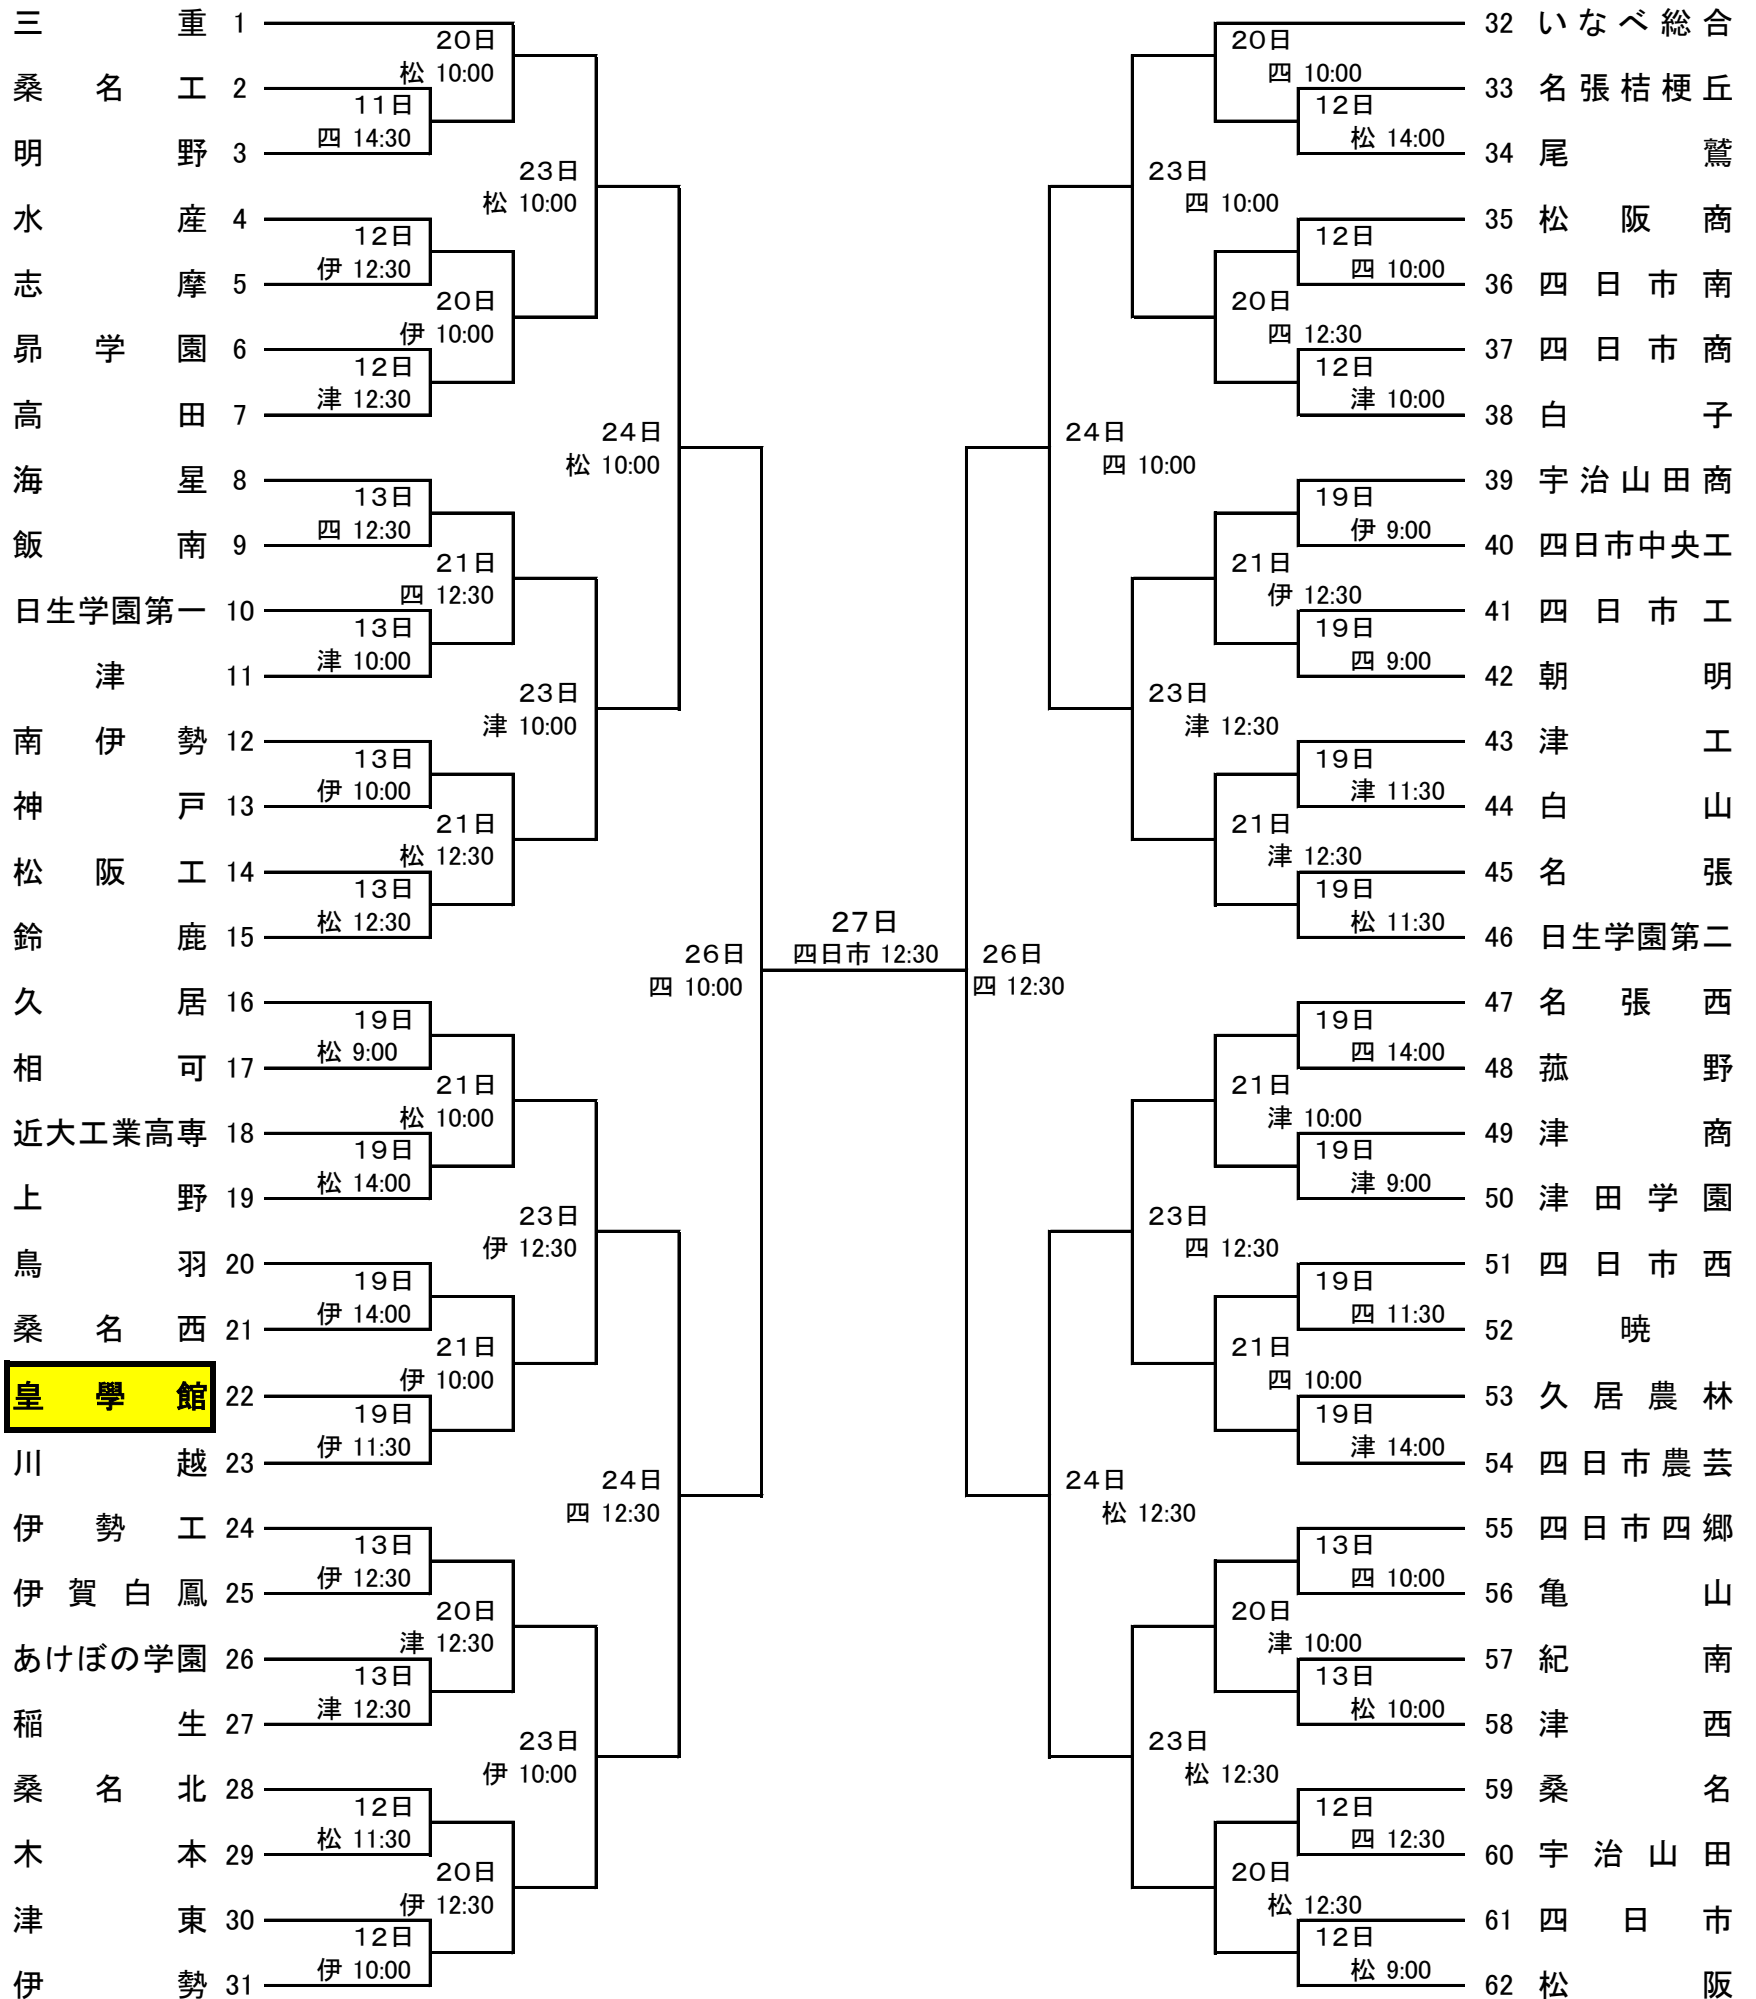 三重 1
20日
松 10:00
桑名工 2
11日
四 14:30
明野 3
23日
松 10:00
水産 4
12日
伊 12:30
志摩 5
20日
伊 10:00
昴学園 6
12日
津 12:30
高田 7
24日
松 10:00
海星 8
13日
四 12:30
飯南 9
21日
四 12:30
日生学園第一 10
13日
津 10:00
津 11
23日
津 10:00
南伊勢 12
13日
伊 10:00
神戸 13
21日
松 12:30
松阪工 14
13日
松 12:30
鈴鹿 15
26日
四 10:00
久居 16
19日
松 9:00
相可 17
21日
松 10:00
近大工業高専 18
19日
松 14:00
上野 19
23日
伊 12:30
鳥羽 20
19日
伊 14:00
桑名西 21
21日
伊 10:00
皇學館 22
19日
伊 11:30
川越 23
24日
四 12:30
伊勢工 24
13日
伊 12:30
伊賀白鳳 25
20日
津 12:30
あけぼの学園 26
13日
津 12:30
稲生 27
23日
伊 10:00
桑名北 28
12日
松 11:30
木本 29
20日
伊 12:30
津東 30
12日
伊 10:00
伊勢 31
27日
四日市 12:30
32 いなべ総合
20日
四 10:00
33 名張桔梗丘
12日
松 14:00
34 尾鷲
23日
四 10:00
35 松阪商
12日
四 10:00
36 四日市南
20日
四 12:30
37 四日市商
12日
津 10:00
38 白子
24日
四 10:00
39 宇治山田商
19日
伊 9:00
40 四日市中央工
21日
伊 12:30
41 四日市工
19日
四 9:00
42 朝明
23日
津 12:30
43 津工
19日
津 11:30
44 白山
21日
津 12:30
45 名張
19日
松 11:30
46 日生学園第二
26日
四 12:30
47 名張西
19日
四 14:00
48 菰野
21日
津 10:00
49 津商
19日
津 9:00
50 津田学園
23日
四 12:30
51 四日市西
19日
四 11:30
52 暁
21日
四 10:00
53 久居農林
19日
津 14:00
54 四日市農芸
24日
松 12:30
55 四日市四郷
13日
四 10:00
56 亀山
20日
津 10:00
57 紀南
13日
松 10:00
58 津西
23日
松 12:30
59 桑名
12日
四 12:30
60 宇治山田
20日
松 12:30
61 四日市
12日
松 9:00
62 松阪